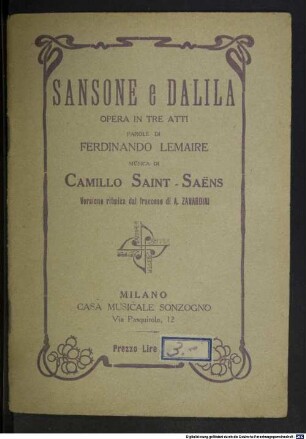 SANSONE e DALILA
OPERA IN TRE ATTI
PAROLE DI
FERDINANDO LEMAIRE
MUSICA DI
CAMILLO SAINT-SAËNS
Versione ritmica dal francese di A. ZANARDINI
MILANO
CASA MUSICALE SONZOGNO
Via Pasquirolo, 12
Prezzo Lire 3.—